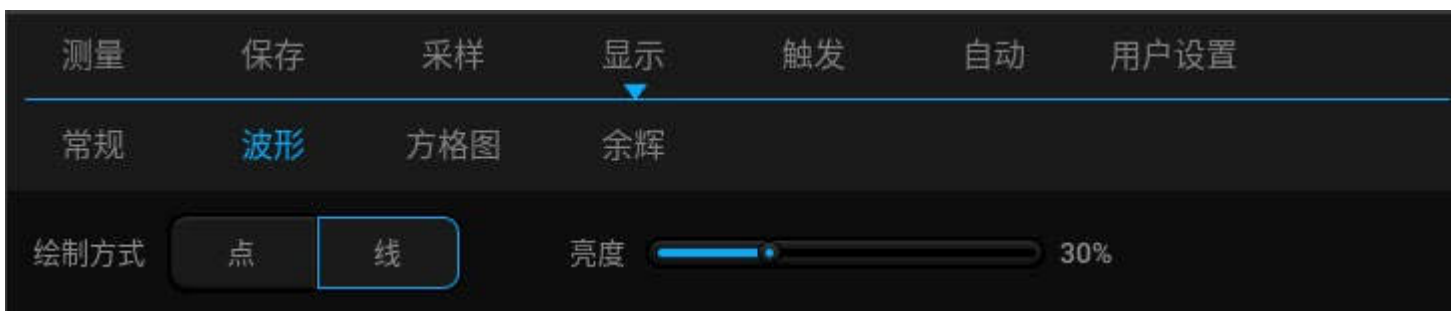 测量 保存 采样 显示 触发 自动 用户设置
常规 波形 方格图 余辉
绘制方式 点 线 亮度 30%